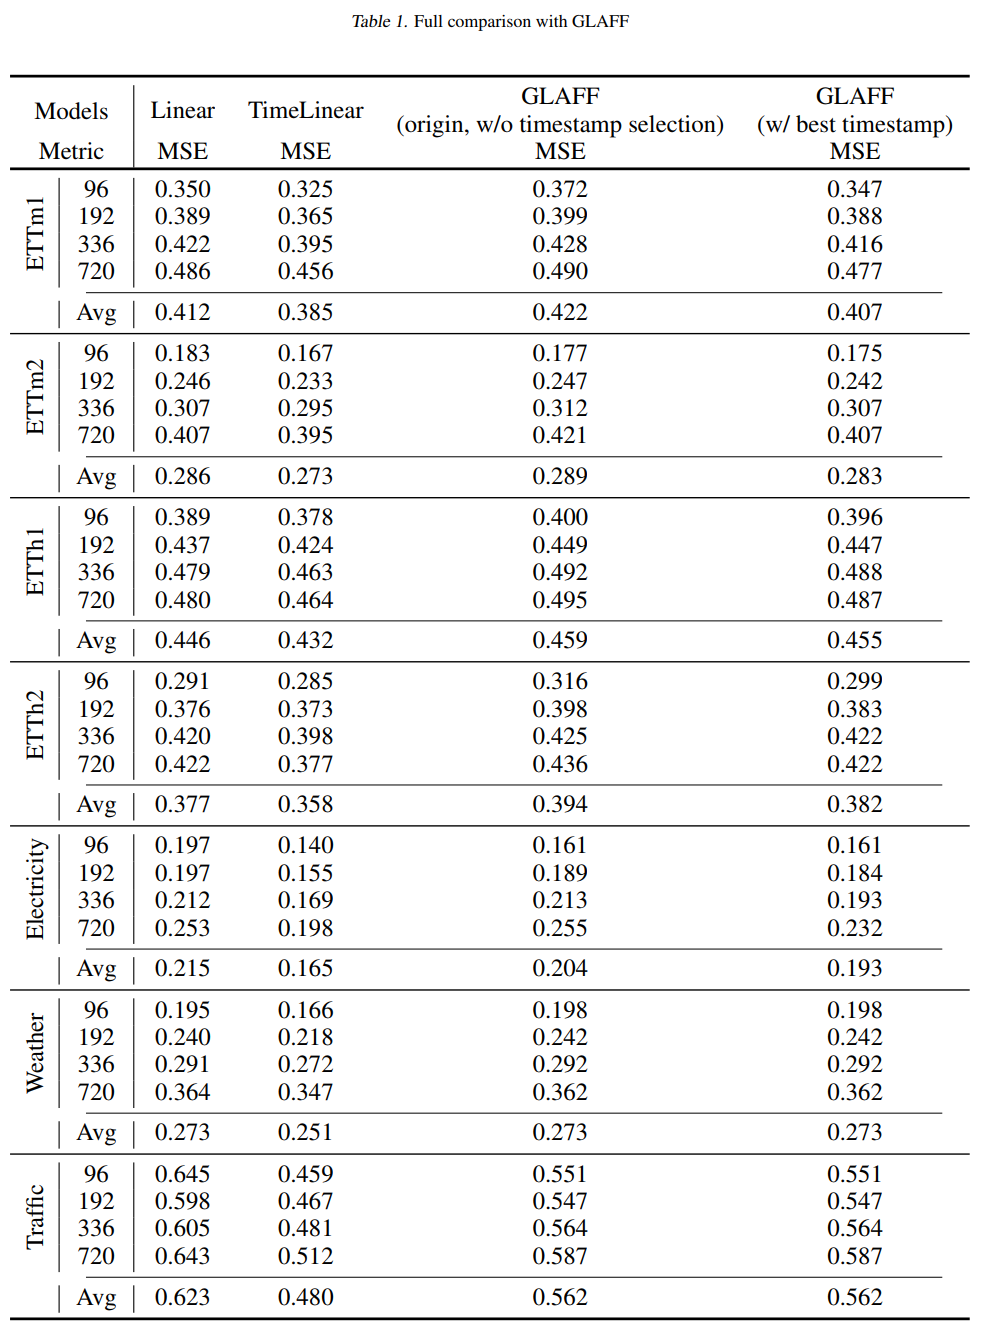 Table 1. Full comparison with GLAFF
Models Linear TimeLinear GLAFF (origin, w/o timestamp selection) GLAFF (w/ best timestamp)
Metric MSE MSE MSE MSE
ETTm1
96 0.350 0.325 0.372 0.347
192 0.389 0.365 0.399 0.388
336 0.422 0.395 0.428 0.416
720 0.486 0.456 0.490 0.477
Avg 0.412 0.385 0.422 0.407
ETTm2
96 0.183 0.167 0.177 0.175
192 0.246 0.233 0.247 0.242
336 0.307 0.295 0.312 0.307
720 0.407 0.395 0.421 0.407
Avg 0.286 0.273 0.289 0.283
ETTh1
96 0.389 0.378 0.400 0.396
192 0.437 0.424 0.449 0.447
336 0.479 0.463 0.492 0.488
720 0.480 0.464 0.495 0.487
Avg 0.446 0.432 0.459 0.455
ETTh2
96 0.291 0.285 0.316 0.299
192 0.376 0.373 0.398 0.383
336 0.420 0.398 0.425 0.422
720 0.422 0.377 0.436 0.422
Avg 0.377 0.358 0.394 0.382
Electricity
96 0.197 0.140 0.161 0.161
192 0.197 0.155 0.189 0.184
336 0.212 0.169 0.213 0.193
720 0.253 0.198 0.255 0.232
Avg 0.215 0.165 0.204 0.193
Weather
96 0.195 0.166 0.198 0.198
192 0.240 0.218 0.242 0.242
336 0.291 0.272 0.292 0.292
720 0.364 0.347 0.362 0.362
Avg 0.273 0.251 0.273 0.273
Traffic
96 0.645 0.459 0.551 0.551
192 0.598 0.467 0.547 0.547
336 0.605 0.481 0.564 0.564
720 0.643 0.512 0.587 0.587
Avg 0.623 0.480 0.562 0.562